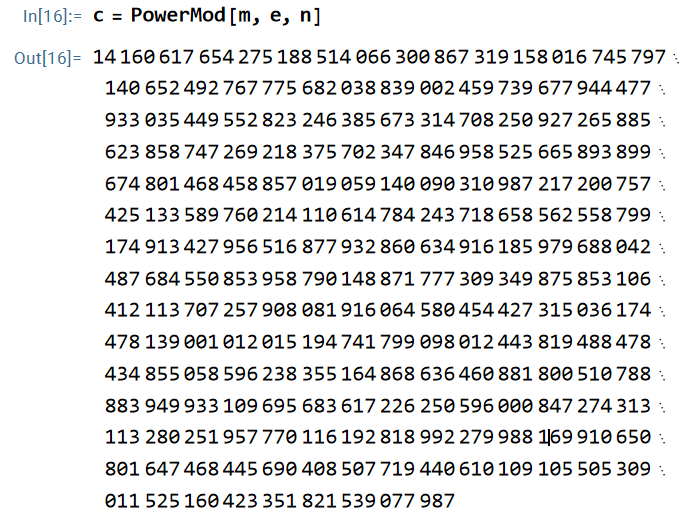 In[16]:= c = PowerMod[m, e, n]
Out[16]= 14 160 617 654 275 188 514 066 300 867 319 158 016 745 797 ⋱
140 652 492 767 775 682 038 839 002 459 739 677 944 477 ⋱
933 035 449 552 823 246 385 673 314 708 250 927 265 885 ⋱
623 858 747 269 218 375 702 347 846 958 525 665 893 899 ⋱
674 801 468 458 857 019 059 140 090 310 987 217 200 757 ⋱
425 133 589 760 214 110 614 784 243 718 658 562 558 799 ⋱
174 913 427 956 516 877 932 860 634 916 185 979 688 042 ⋱
487 684 550 853 958 790 148 871 777 309 349 875 853 106 ⋱
412 113 707 257 908 081 916 064 580 454 427 315 036 174 ⋱
478 139 001 012 015 194 741 799 098 012 443 819 488 478 ⋱
434 855 058 596 238 355 164 868 636 460 881 800 510 788 ⋱
883 949 933 109 695 683 617 226 250 596 000 847 274 313 ⋱
113 280 251 957 770 116 192 818 992 279 988 169 910 650 ⋱
801 647 468 445 690 408 507 719 440 610 109 105 505 309 ⋱
011 525 160 423 351 821 539 077 987